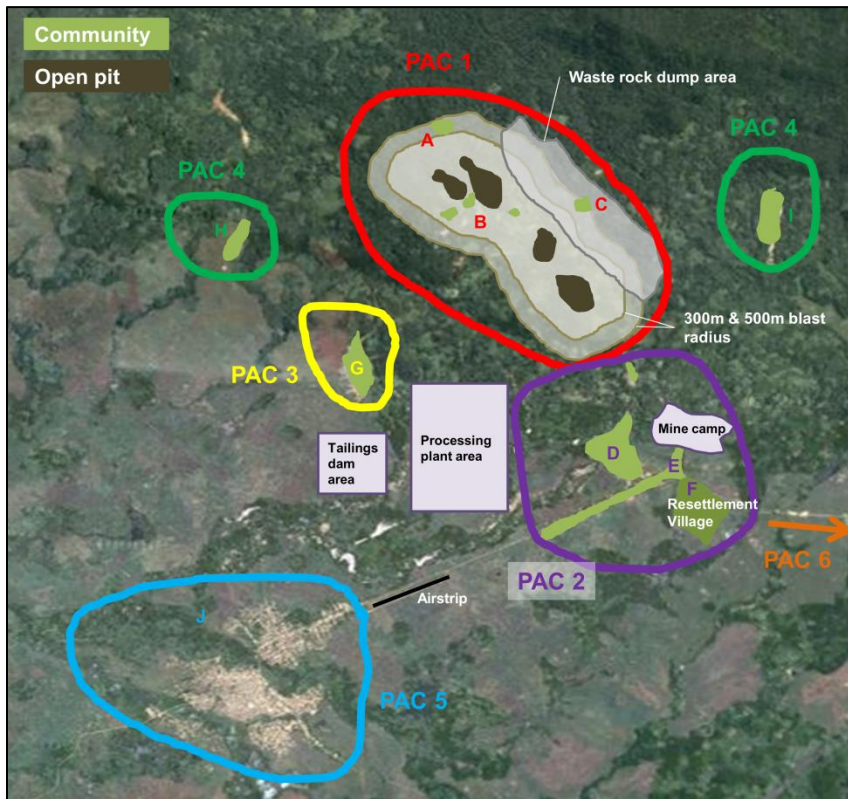 Community
Open pit
PAC 1
Waste rock dump area
PAC 4
PAC 4
A
C
B
H
I
300m & 500m blast
radius
G
PAC 3
Mine camp
Tailings
dam
area
Processing
plant area
D
E
F
Resettlement
Village
PAC 6
PAC 2
Airstrip
J
PAC 5